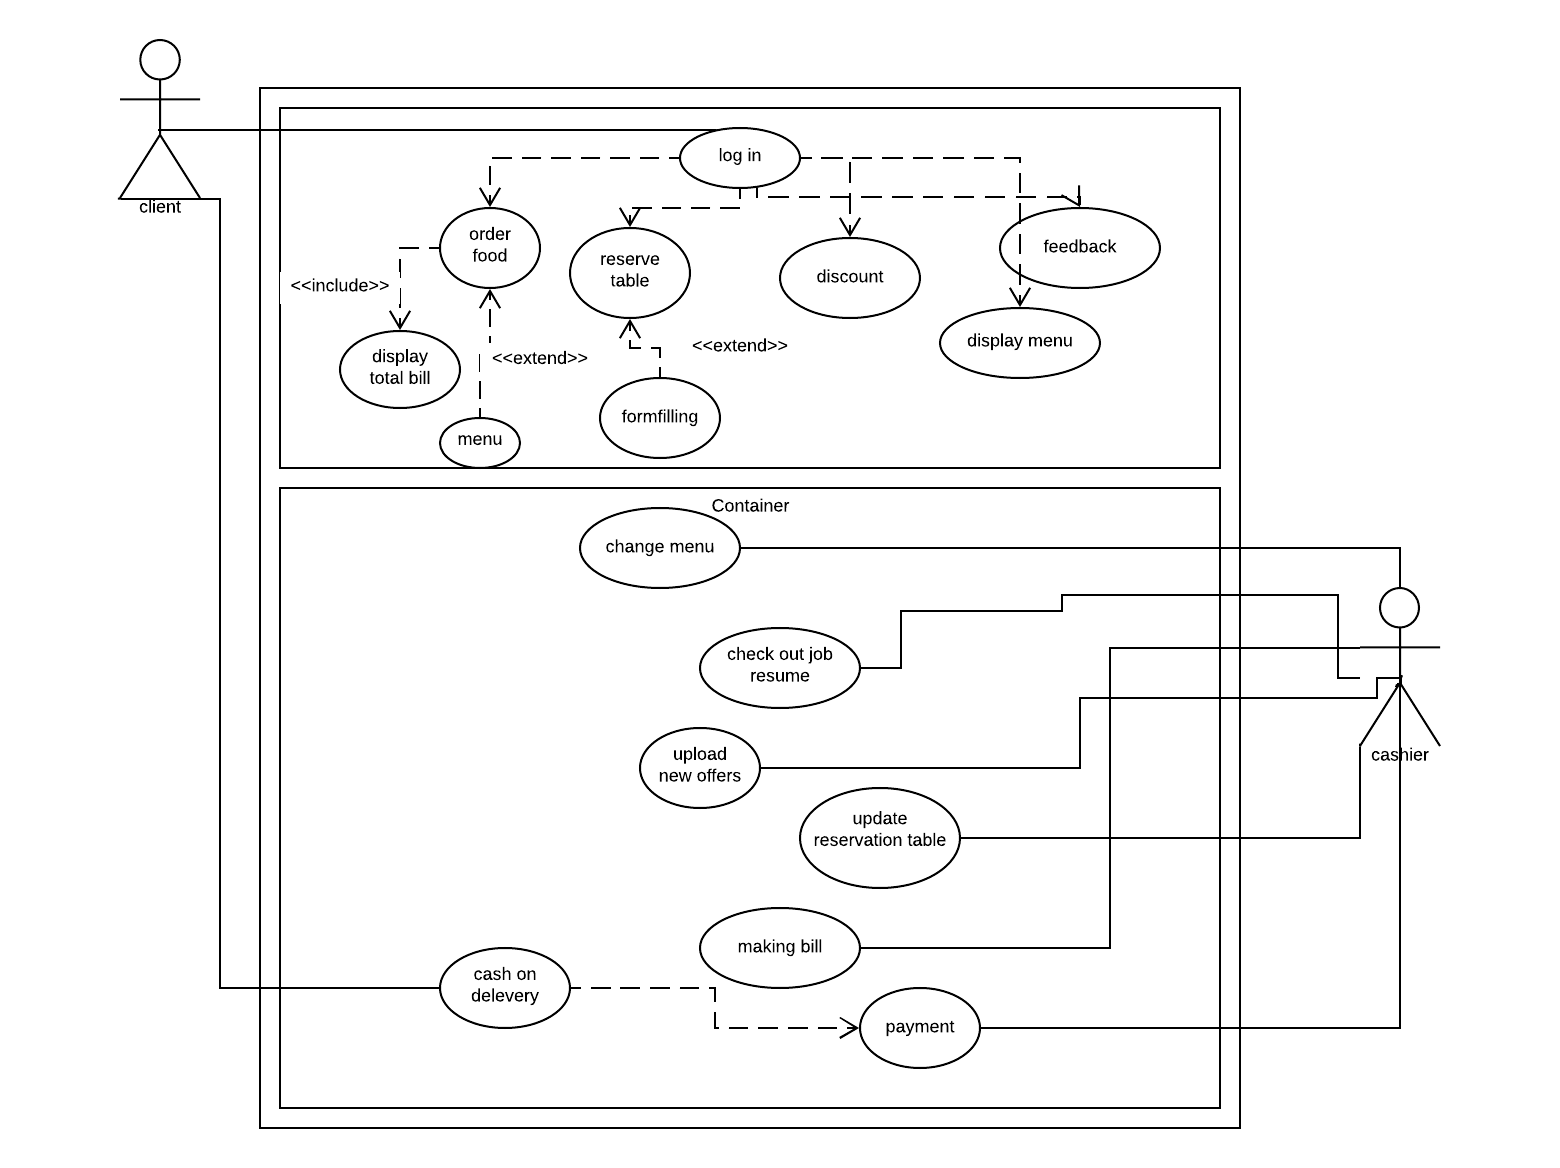 client
log in
order
food
reserve
table
discount
feedback
<<include>>
display
total bill
<<extend>>
<<extend>>
display menu
menu
formfilling
Container
change menu
check out job
resume
upload
new offers
cashier
update
reservation table
making bill
cash on
delevery
payment